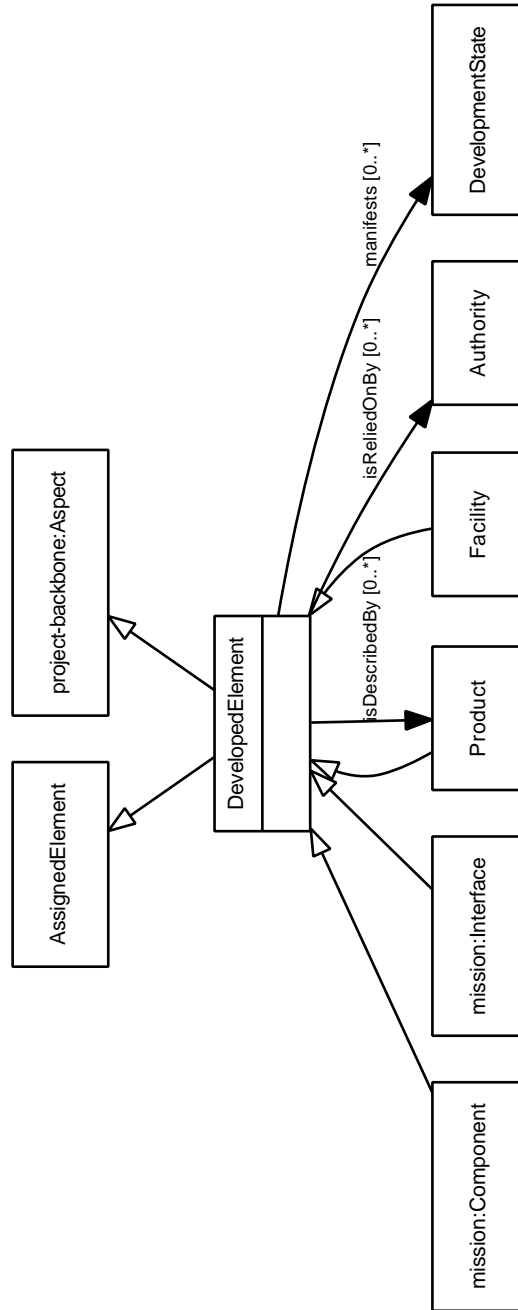 AssignedElement
project-backbone:Aspect
DevelopedElement
isDescribedBy [0..*]
isReliedOnBy [0..*]
manifests [0..*]
mission:Component
mission:Interface
Product
Facility
Authority
DevelopmentState